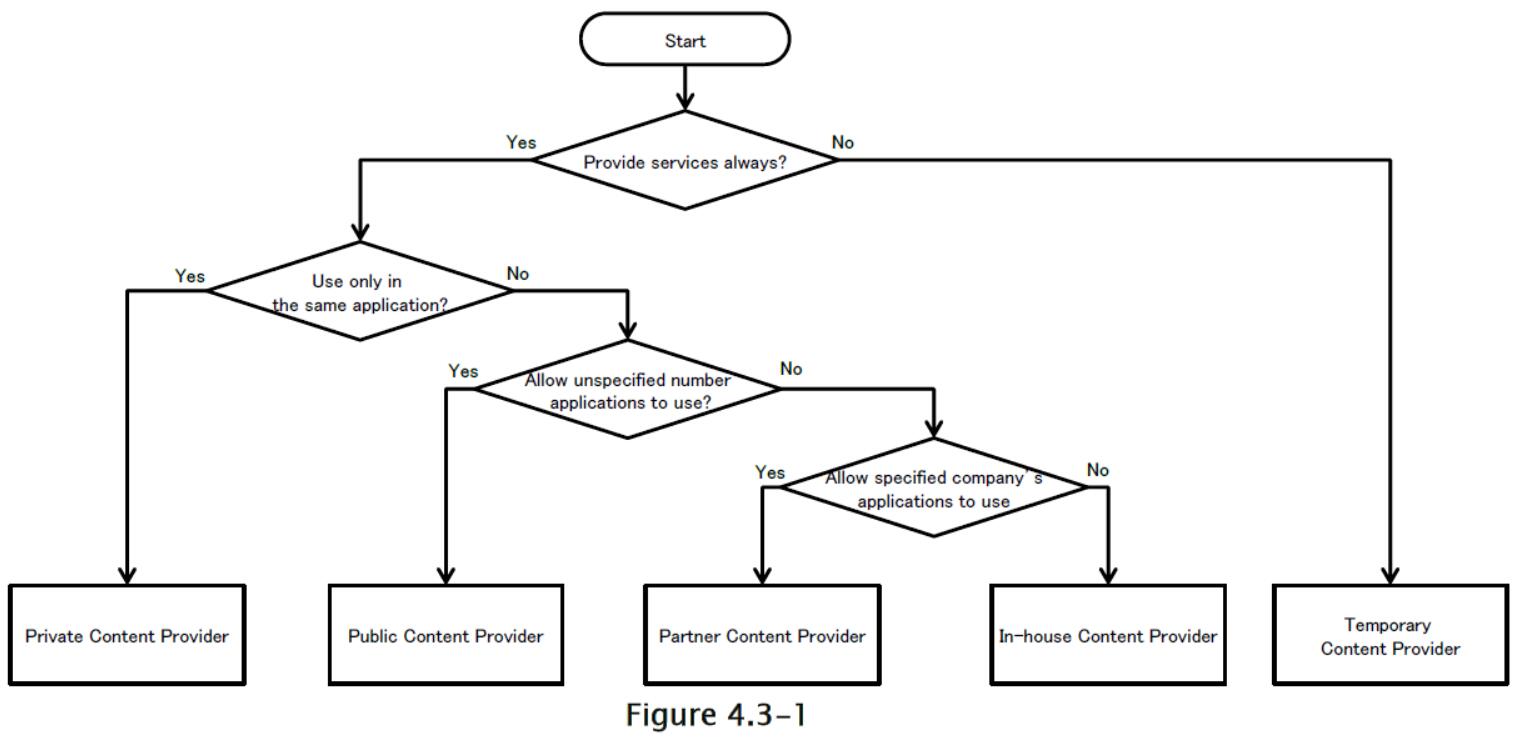 Start
Yes
No
Provide services always?
Yes
No
Use only in
the same application?
Yes
No
Allow unspecified number
applications to use?
Yes
No
Allow specified company's
applications to use
Private Content Provider
Public Content Provider
Partner Content Provider
In-house Content Provider
Temporary
Content Provider
Figure 4.3-1